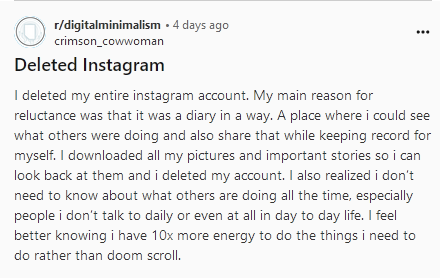 r/digitalminimalism • 4 days ago
crimson_cowwoman
Deleted Instagram
I deleted my entire instagram account. My main reason for
reluctance was that it was a diary in a way. A place where i could see
what others were doing and also share that while keeping record for
myself. I downloaded all my pictures and important stories so i can
look back at them and i deleted my account. I also realized i don't
need to know about what others are doing all the time, especially
people i don't talk to daily or even at all in day to day life. I feel
better knowing i have 10x more energy to do the things i need to
do rather than doom scroll.